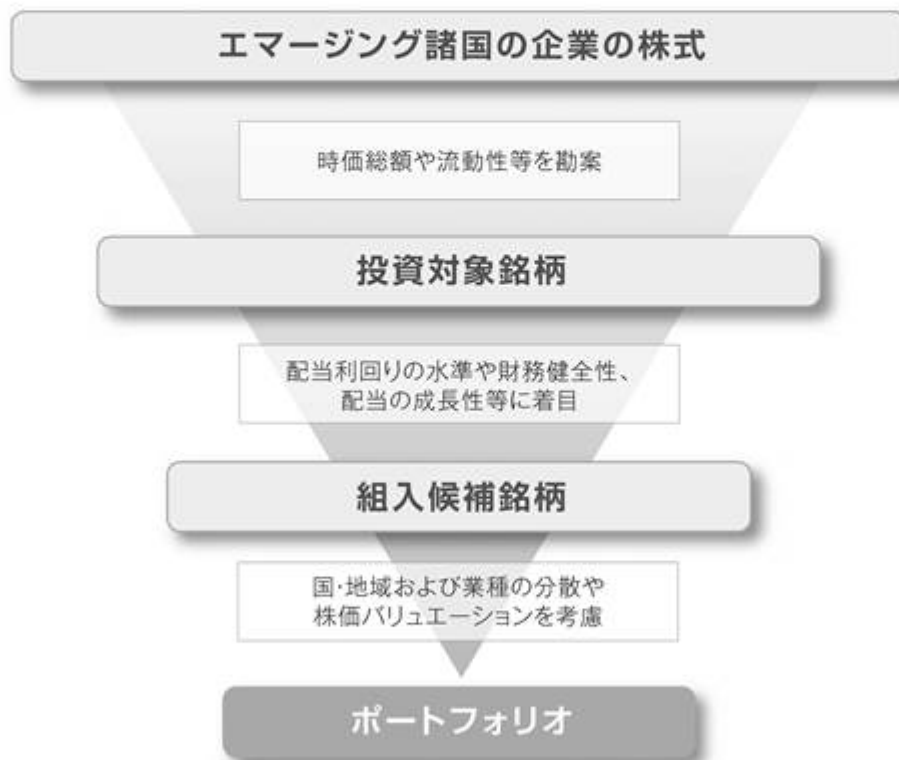 エマージング諸国の企業の株式
時価総額や流動性等を勘案
投資対象銘柄
配当利回りの水準や財務健全性、
配当の成長性等に着目
組入候補銘柄
国・地域および業種の分散や
株価バリュエーションを考慮
ポートフォリオ